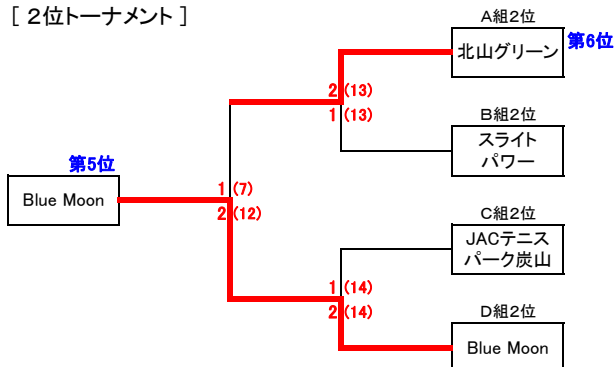 [ 2位トーナメント ]
A組2位
北山グリーン
第6位
2 (13)
1 (13)
B組2位
スライト
パワー
第5位
Blue Moon
1 (7)
2 (12)
C組2位
JACテニス
パーク炭山
1 (14)
2 (14)
D組2位
Blue Moon